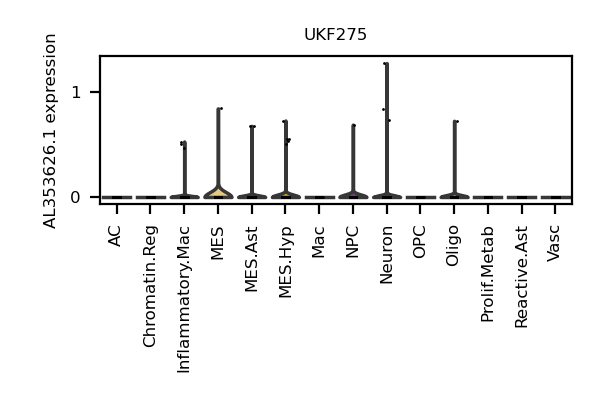 UKF275
AL353626.1 expression
1
0
AC
Chromatin.Reg
Inflammatory.Mac
MES
MES.Ast
MES.Hyp
Mac
NPC
Neuron
OPC
Oligo
Prolif.Metab
Reactive.Ast
Vasc